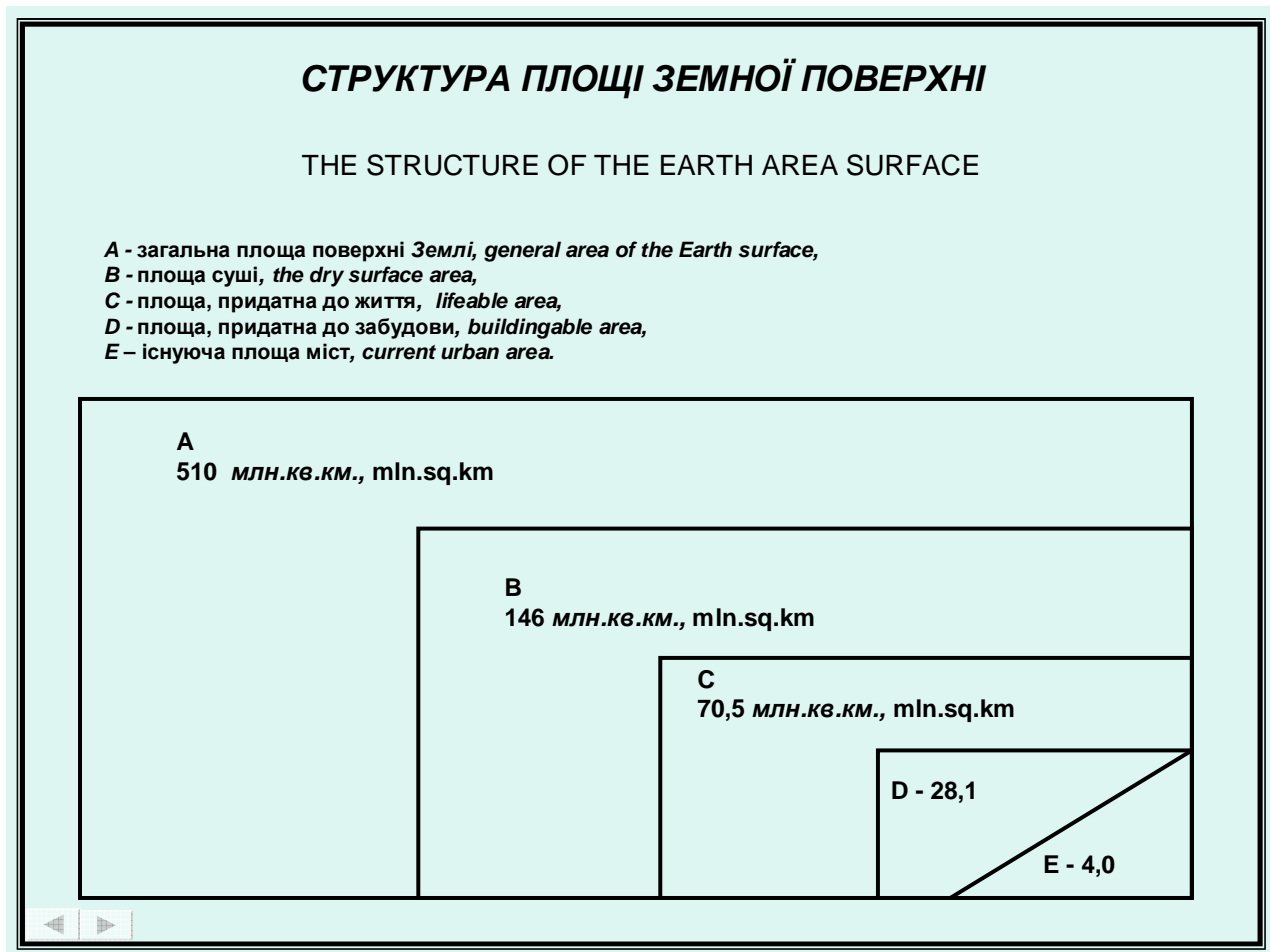 СТРУКТУРА ПЛОЩІ ЗЕМНОЇ ПОВЕРХНІ
THE STRUCTURE OF THE EARTH AREA SURFACE
A - загальна площа поверхні Землі, general area of the Earth surface,
B - площа суші, the dry surface area,
C - площа, придатна до життя, lifeable area,
D - площа, придатна до забудови, buildingable area,
E – існуюча площа міст, current urban area.
A
510 млн.кв.км., mln.sq.km
B
146 млн.кв.км., mln.sq.km
C
70,5 млн.кв.км., mln.sq.km
D - 28,1
E - 4,0